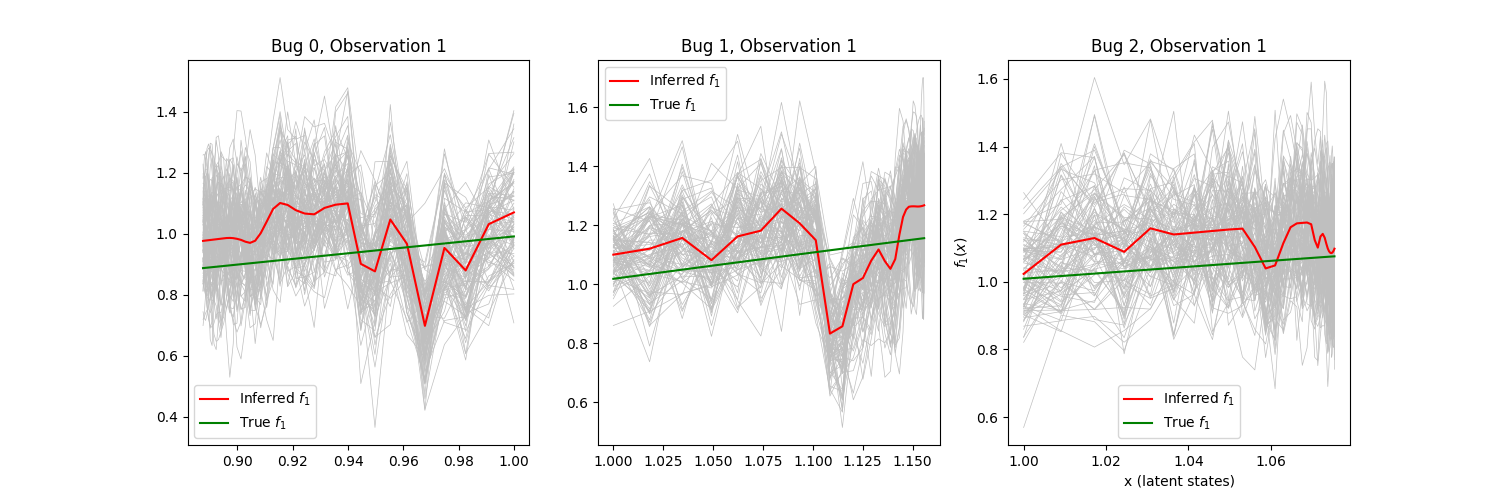 Bug 0, Observation 1
1.4
1.2
1.0
0.8
0.6
0.4
Inferred f₁
True f₁
0.90 0.92 0.94 0.96 0.98 1.00
Bug 1, Observation 1
Inferred f₁
True f₁
1.6
1.4
1.2
1.0
0.8
0.6
1.000 1.025 1.050 1.075 1.100 1.125 1.150
Bug 2, Observation 1
f₁(x)
1.6
1.4
1.2
1.0
0.8
0.6
Inferred f₁
True f₁
1.00 1.02 1.04 1.06
x (latent states)